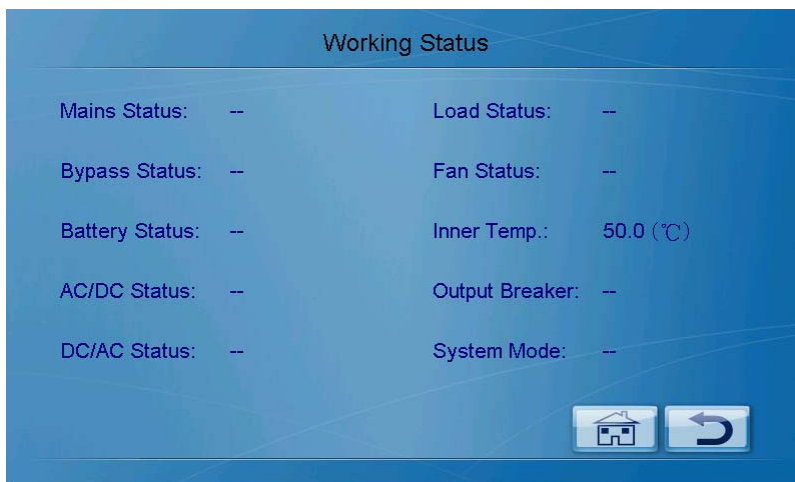 Working Status
Mains Status: -- Load Status: --
Bypass Status: -- Fan Status: --
Battery Status: -- Inner Temp.: 50.0 (℃)
AC/DC Status: -- Output Breaker: --
DC/AC Status: -- System Mode: --